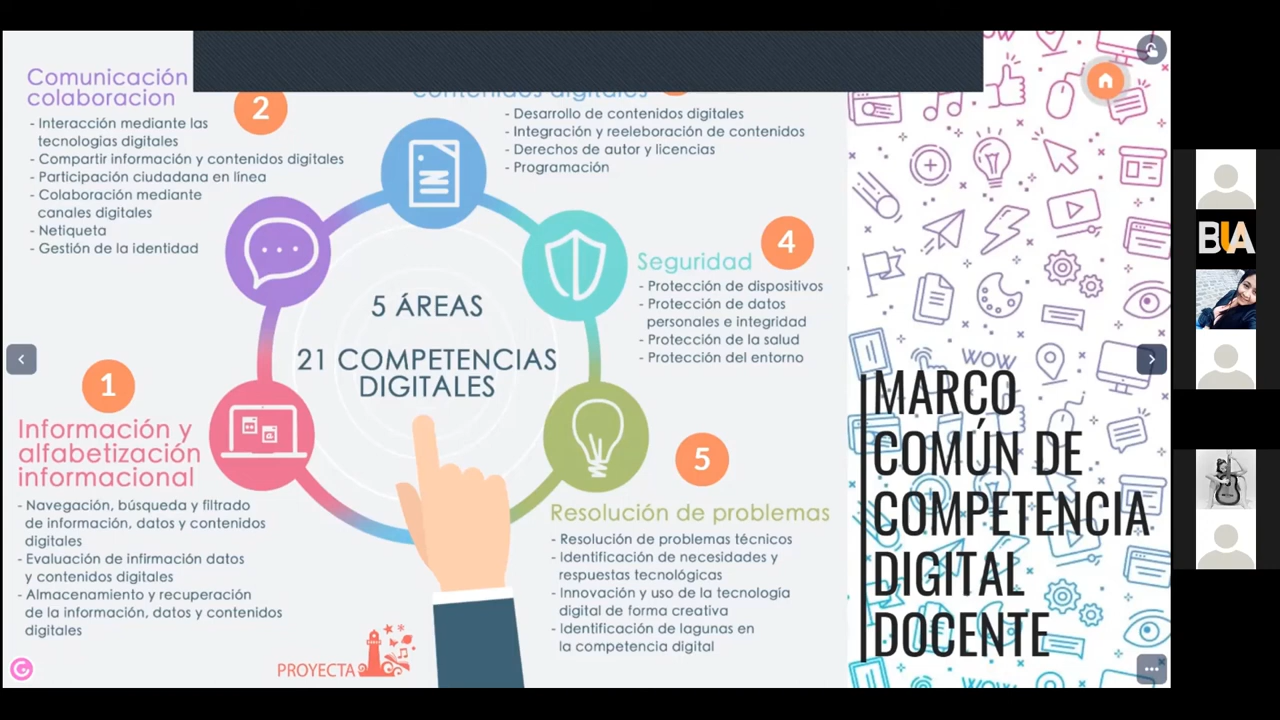 Comunicación
colaboracion
2
- Interacción mediante las
tecnologías digitales
- Compartir información y contenidos digitales
- Participación ciudadana en línea
- Colaboración mediante
canales digitales
- Netiqueta
- Gestión de la identidad
contenidos digitales
- Desarrollo de contenidos digitales
- Integración y reeleboración de contenidos
- Derechos de autor y licencias
- Programación
4
Seguridad
- Protección de dispositivos
- Protección de datos
personales e integridad
- Protección de la salud
- Protección del entorno
5 ÁREAS
21 COMPETENCIAS
DIGITALES
1
Información y
alfabetización
informacional
- Navegación, búsqueda y filtrado
de información, datos y contenidos
digitales
- Evaluación de infirmación datos
y contenidos digitales
- Almacenamiento y recuperación
de la información, datos y contenidos
digitales
5
Resolución de problemas
- Resolución de problemas técnicos
- Identificación de necesidades y
respuestas tecnológicas
- Innovación y uso de la tecnología
digital de forma creativa
- Identificación de lagunas en
la competencia digital
PROYECTA
WOW
WOW
WOW
MARCO
COMÚN DE
COMPETENCIA
DIGITAL
DOCENTE
BUA